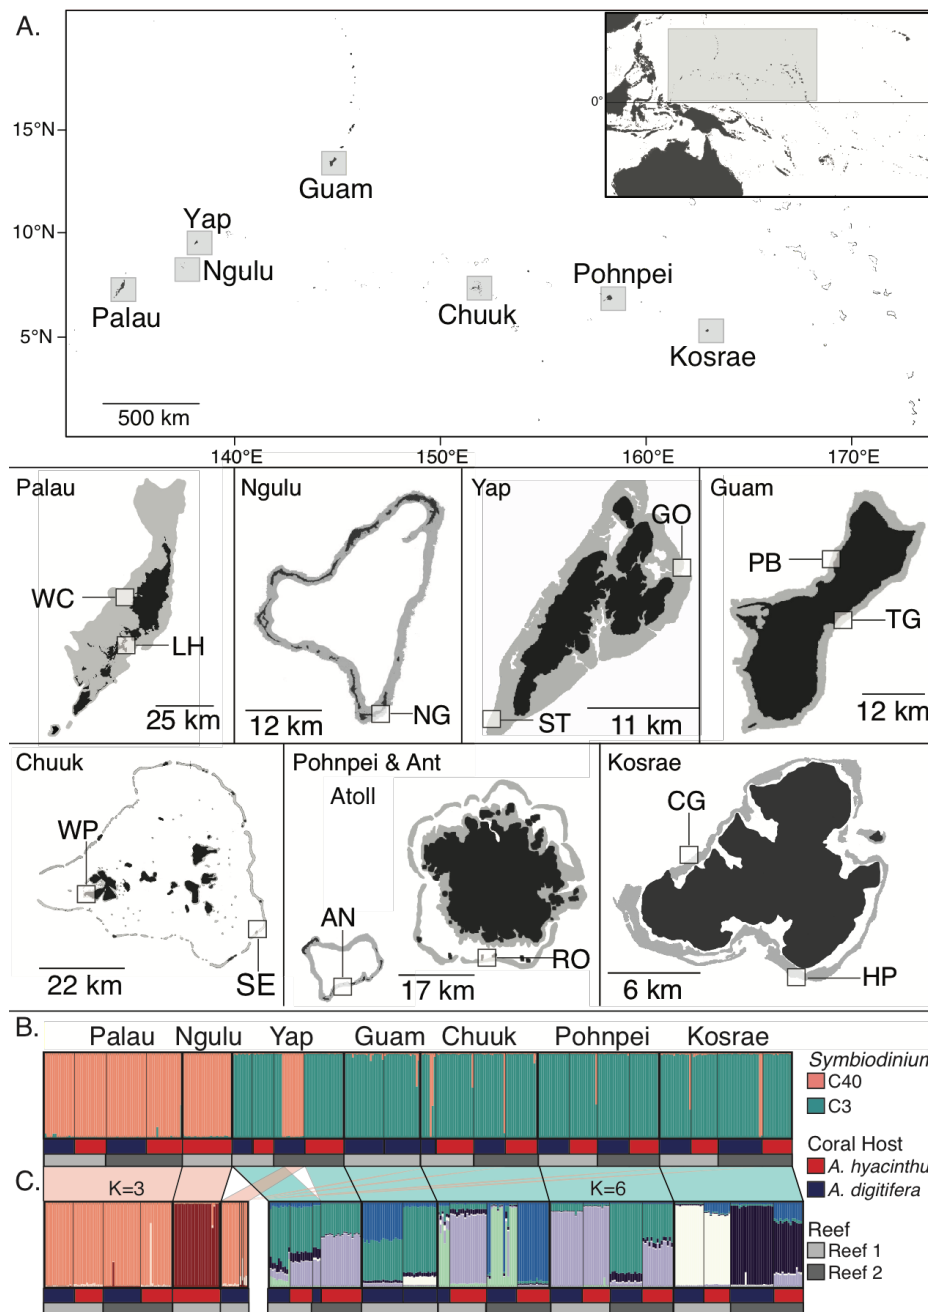 A.
0°
15°N
Guam
Yap
10°N
Ngulu
Pohnpei
Palau
Chuuk
5°N
Kosrae
500 km
140°E
150°E
160°E
170°E
Palau
WC
LH
25 km
Ngulu
12 km
NG
Yap
GO
ST
11 km
Guam
PB
TG
12 km
Chuuk
WP
22 km
SE
Pohnpei & Ant
Atoll
AN
17 km
RO
Kosrae
CG
6 km
HP
B.
Palau
Ngulu
Yap
Guam
Chuuk
Pohnpei
Kosrae
Symbiodinium
C40
C3
Coral Host
A. hyacinthu
A. digitifera
Reef
Reef 1
Reef 2
C.
K=3
K=6